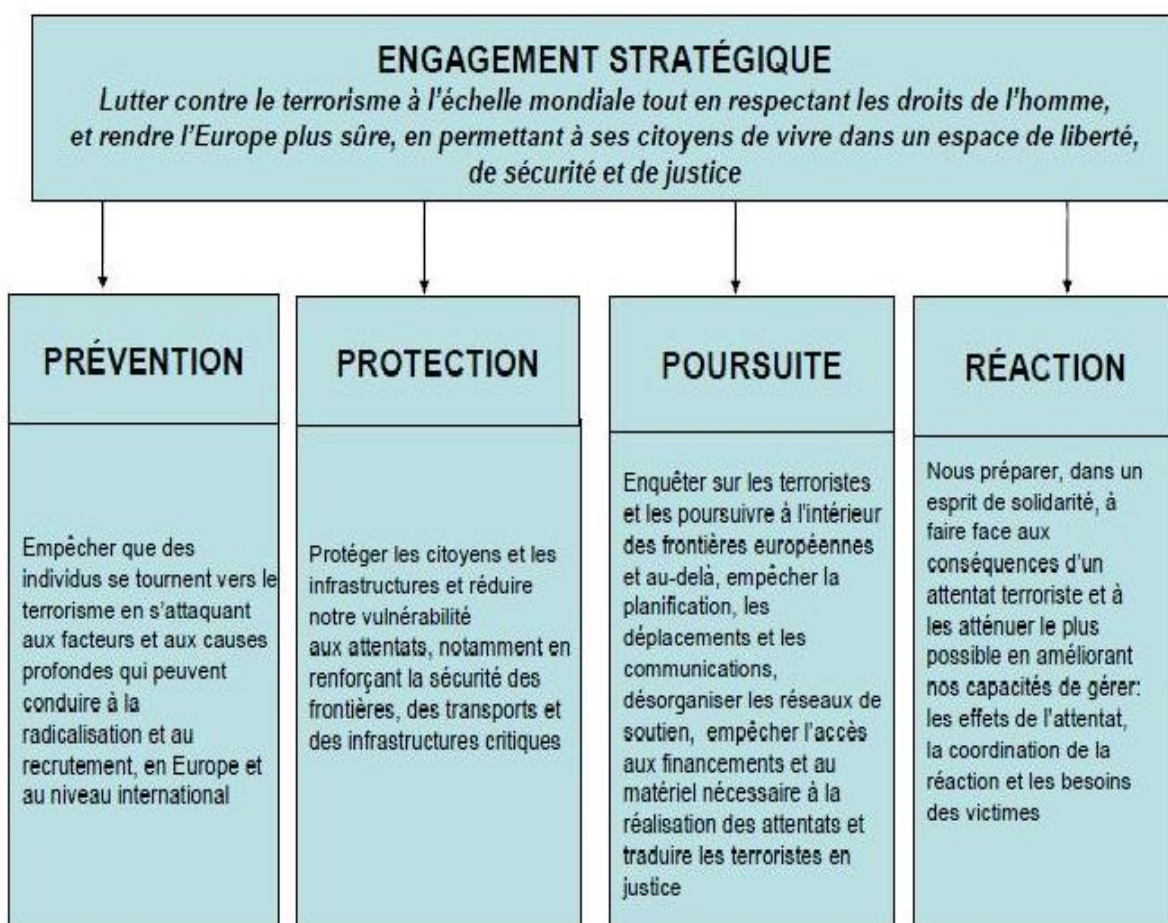 ENGAGEMENT STRATÉGIQUE
Lutter contre le terrorisme à l'échelle mondiale tout en respectant les droits de l'homme,
et rendre l'Europe plus sûre, en permettant à ses citoyens de vivre dans un espace de liberté,
de sécurité et de justice
PRÉVENTION
Empêcher que des
individus se tournent vers le
terrorisme en s'attaquant
aux facteurs et aux causes
profondes qui peuvent
conduire à la
radicalisation et au
recrutement, en Europe et
au niveau international
PROTECTION
Protéger les citoyens et les
infrastructures et réduire
notre vulnérabilité
aux attentats, notamment en
renforçant la sécurité des
frontières, des transports et
des infrastructures critiques
POURSUITE
Enquêter sur les terroristes
et les poursuivre à l'intérieur
des frontières européennes
et au-delà, empêcher la
planification, les
déplacements et les
communications,
désorganiser les réseaux de
soutien, empêcher l'accès
aux financements et au
matériel nécessaire à la
réalisation des attentats et
traduire les terroristes en
justice
RÉACTION
Nous préparer, dans un
esprit de solidarité, à
faire face aux
conséquences d'un
attentat terroriste et à
les atténuer le plus
possible en améliorant
nos capacités de gérer:
les effets de l'attentat,
la coordination de la
réaction et les besoins
des victimes